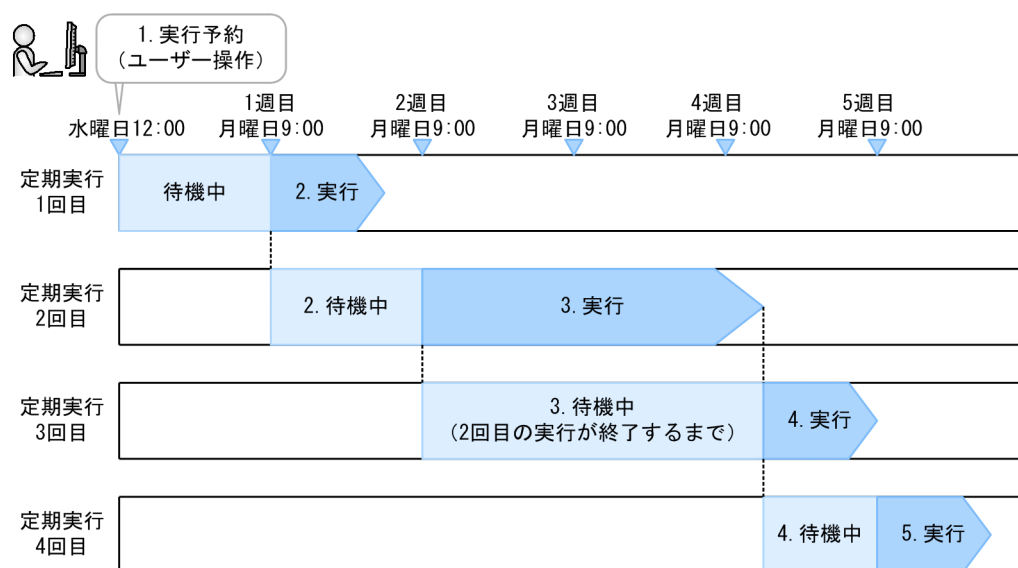 1.実行予約
（ユーザー操作）
1週目
2週目
3週目
4週目
5週目
水曜日12:00
月曜日9:00
月曜日9:00
月曜日9:00
月曜日9:00
月曜日9:00
定期実行
1回目
待機中
2.実行
定期実行
2回目
2.待機中
3.実行
定期実行
3回目
3.待機中
（2回目の実行が終了するまで）
4.実行
定期実行
4回目
4.待機中
5.実行